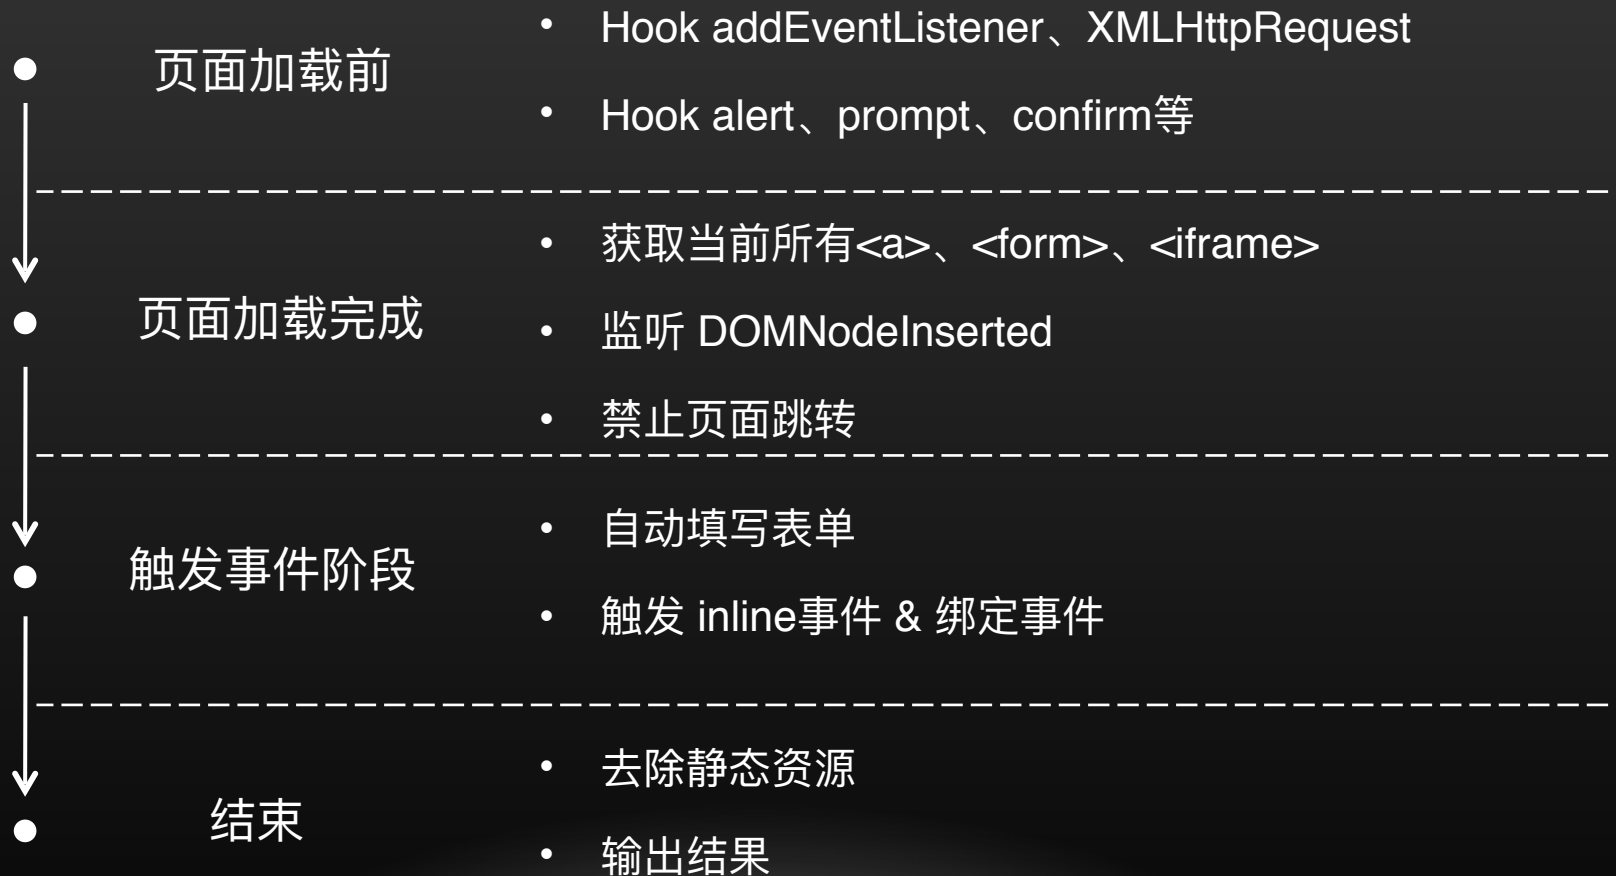 页面加载前
• Hook addEventListener、XMLHttpRequest
• Hook alert、prompt、confirm等
页面加载完成
• 获取当前所有<a>、<form>、<iframe>
• 监听 DOMNodeInserted
• 禁止页面跳转
触发事件阶段
• 自动填写表单
• 触发 inline事件 & 绑定事件
结束
• 去除静态资源
• 输出结果